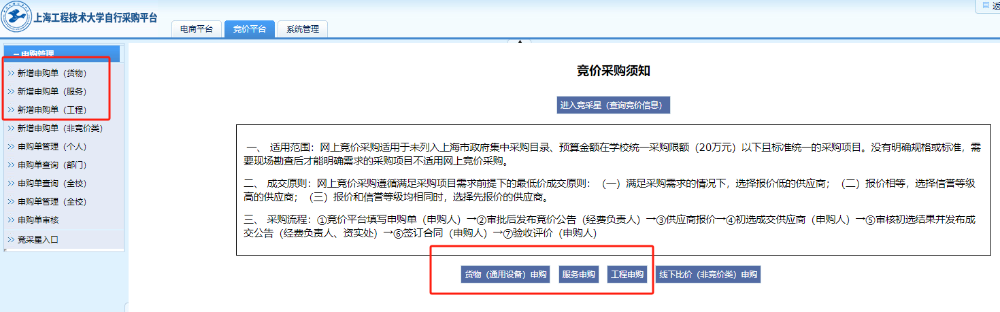 上海工程技术大学自行采购平台
返
电商平台
竞价平台
系统管理
申购管理
>> 新增申购单（货物）
>> 新增申购单（服务）
>> 新增申购单（工程）
>> 新增申购单（非竞价类）
>> 申购单管理（个人）
>> 申购单查询（部门）
>> 申购单查询（全校）
>> 申购单管理（全校）
>> 申购单审核
>> 竞采星入口
竞价采购须知
进入竞采星（查询竞价信息）
一、 适用范围：网上竞价采购适用于未列入上海市政府集中采购目录、预算金额在学校统一采购限额（20万元）以下且标准统一的采购项目。没有明确规格或标准，需
要现场勘查后才能明确需求的采购项目不适用网上竞价采购。
二、 成交原则：网上竞价采购遵循满足采购项目需求前提下的最低价成交原则：（一）满足采购需求的情况下，选择报价低的供应商；（二）报价相等，选择信誉等级
高的供应商；（三）报价和信誉等级均相同时，选择先报价的供应商。
三、 采购流程：①竞价平台填写申购单（申购人）→②审批后发布竞价公告（经费负责人）→③供应商报价→④初选成交供应商（申购人）→⑤审核初选结果并发布成
交公告（经费负责人、资实处）→⑥签订合同（申购人）→⑦验收评价（申购人）
货物（通用设备）申购
服务申购
工程申购
线下比价（非竞价类）申购